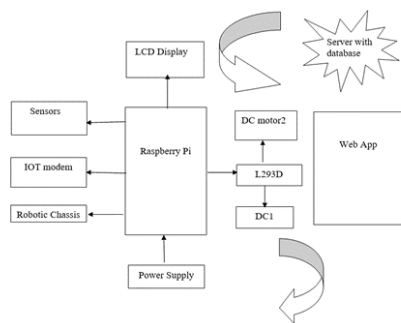 LCD Display
Server with
database
Sensors
DC motor2
Raspberry Pi
Web App
IOT modem
L293D
Robotic Chassis
DC1
Power Supply